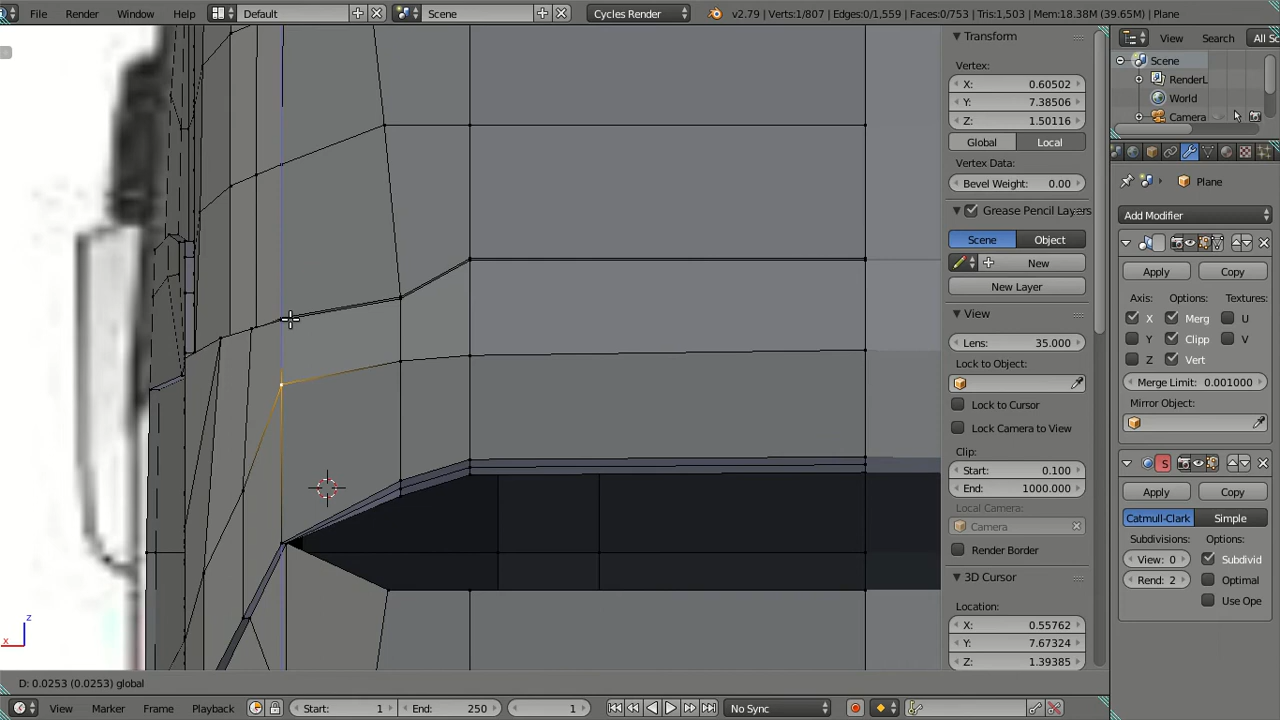 File Render Window Help Default Scene Cycles Render v2.79 | Verts:1/807 | Edges:0/1,559 | Faces:0/753 | Tris:1,503 | Mem:18.38M (39.65M) | Plane
Transform
Vertex:
X: 0.60502
Y: 7.38506
Z: 1.50116
Global Local
Vertex Data:
Bevel Weight: 0.00
Grease Pencil Layers
Scene Object
New
New Layer
View
Lens: 35.000
Lock to Object:
Lock to Cursor
Lock Camera to View
Clip:
Start: 0.100
End: 1000.000
Local Camera:
Camera
Render Border
3D Cursor
Location:
X: 0.55762
Y: 7.67324
Z: 1.39385
View Search All Sc
Scene
RenderL
World
Camera
Plane
Add Modifier
Apply Copy
Axis: Options: Textures:
X Merg U
Y Clipp V
Z Vert
Merge Limit: 0.001000
Mirror Object:
S
Apply Copy
Catmull-Clark Simple
Subdivisions: Options:
View: 0 Subdivid
Rend: 2 Optimal
Use Ope
z
x
D: 0.0253 (0.0253) global
View Marker Frame Playback Start: 1 End: 250 1 No Sync